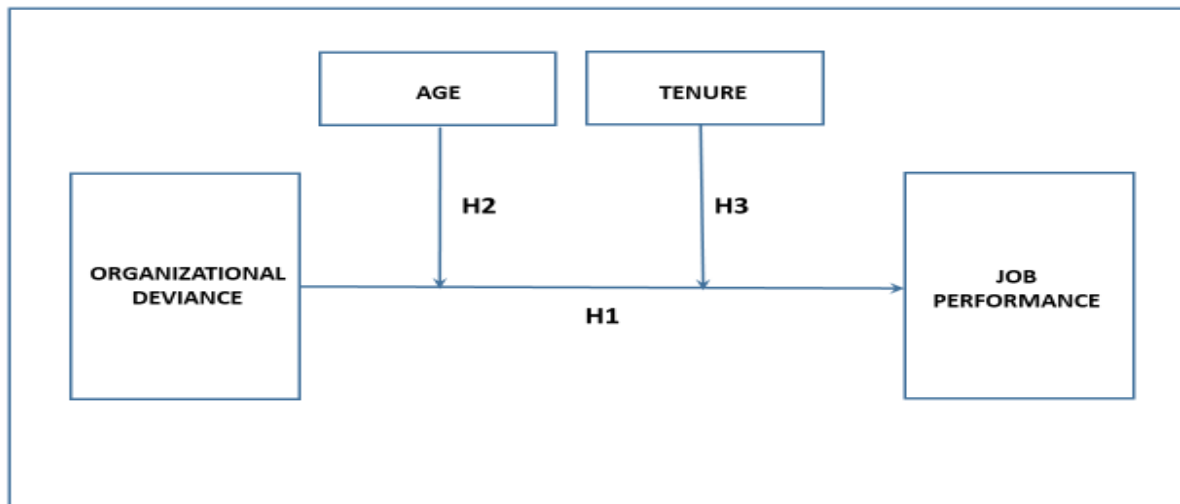 AGE
TENURE
H2
H3
ORGANIZATIONAL
DEVIANCE
JOB
PERFORMANCE
H1